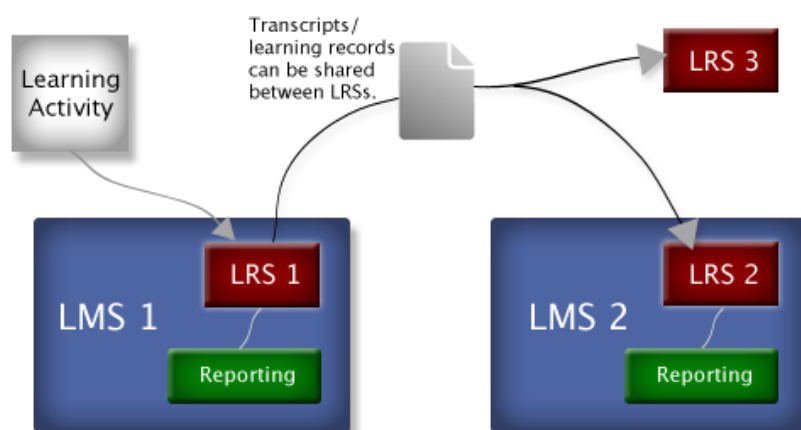 Learning
Activity
Transcripts/
learning records
can be shared
between LRSs.
LRS 3
LMS 1
LRS 1
Reporting
LMS 2
LRS 2
Reporting